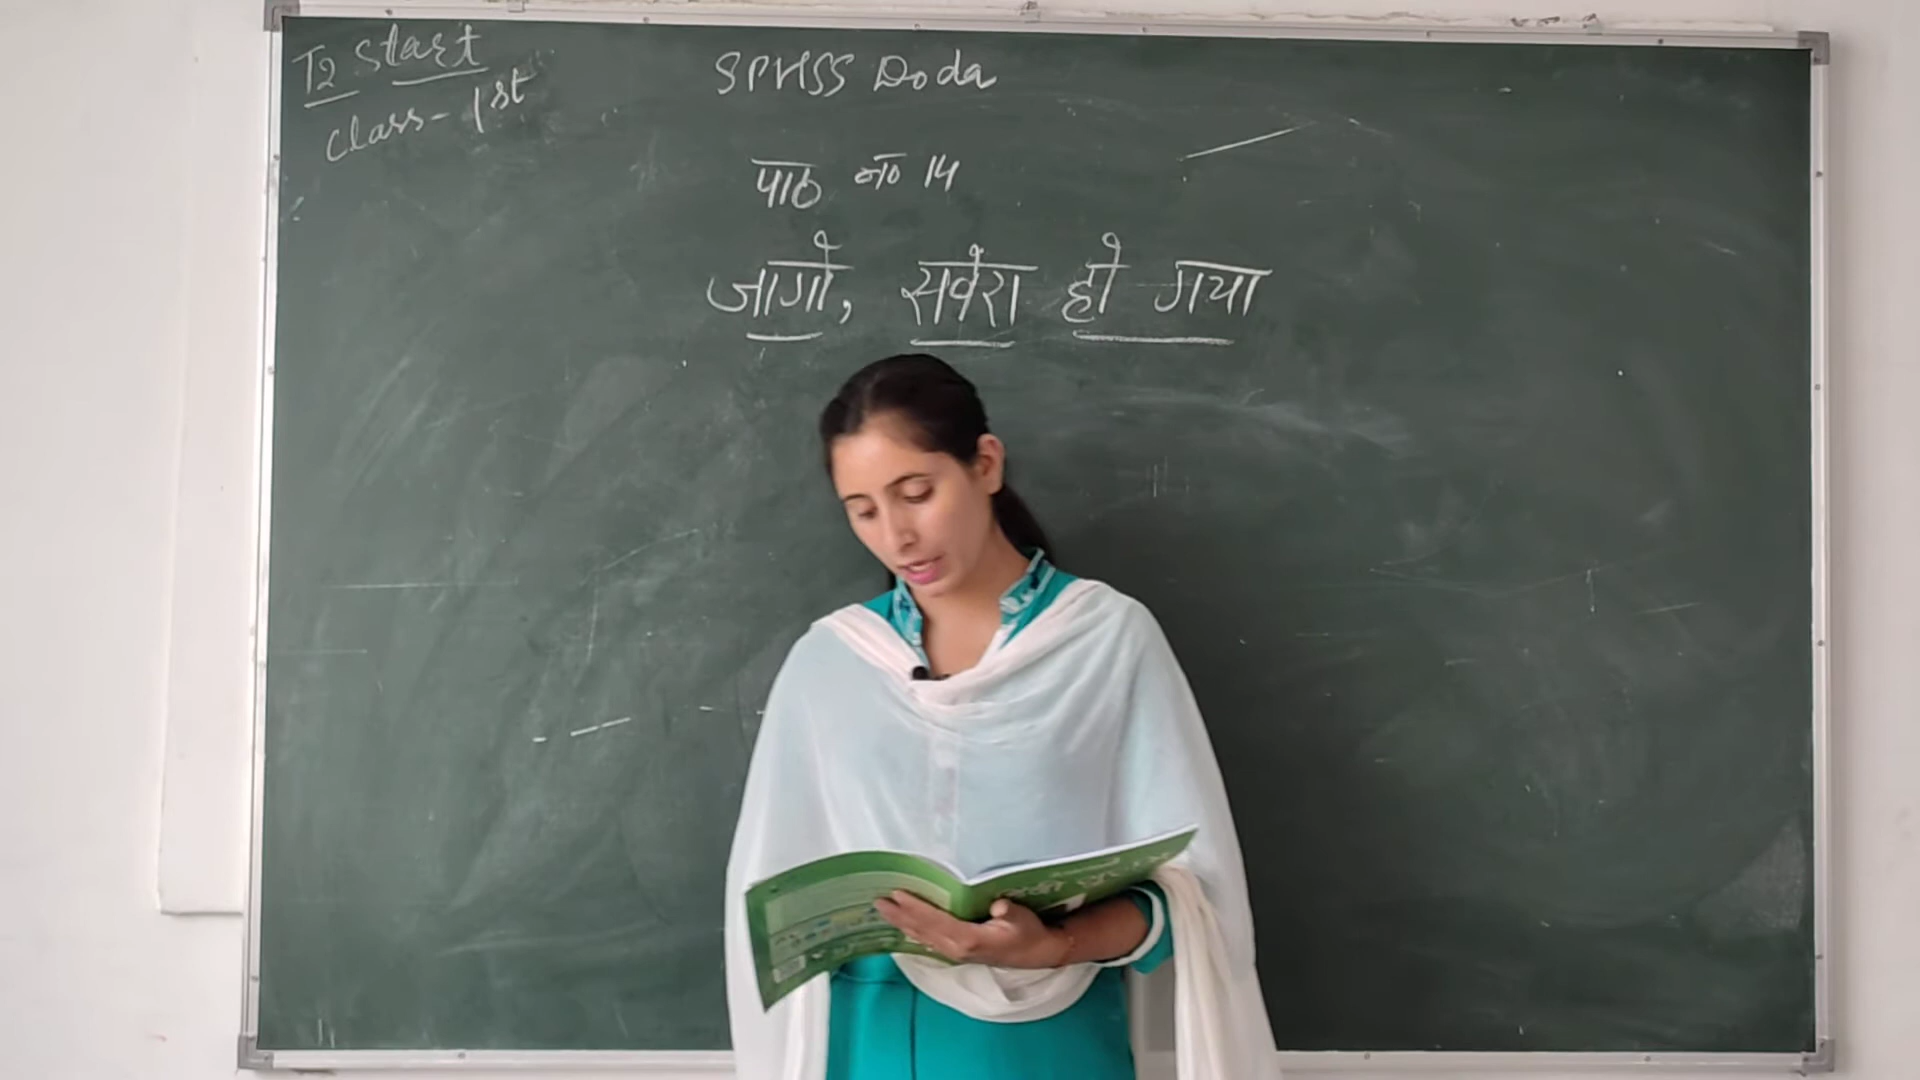 T2 Start
Class- 1st
SPHSS Doda
पाठ नं० 14
जागो, सवेरा हो गया